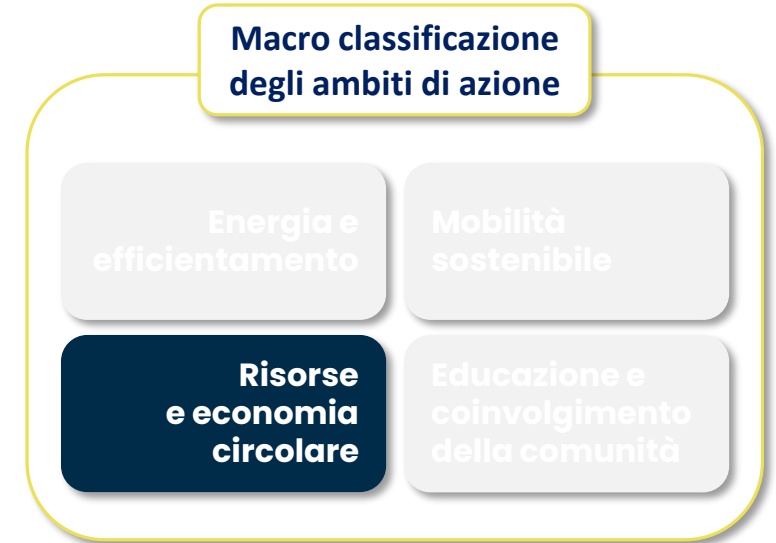 Macro classificazione
degli ambiti di azione
Energia e
efficientamento
Mobilità
sostenibile
Risorse
e economia
circolare
Educazione e
coinvolgimento
della comunità